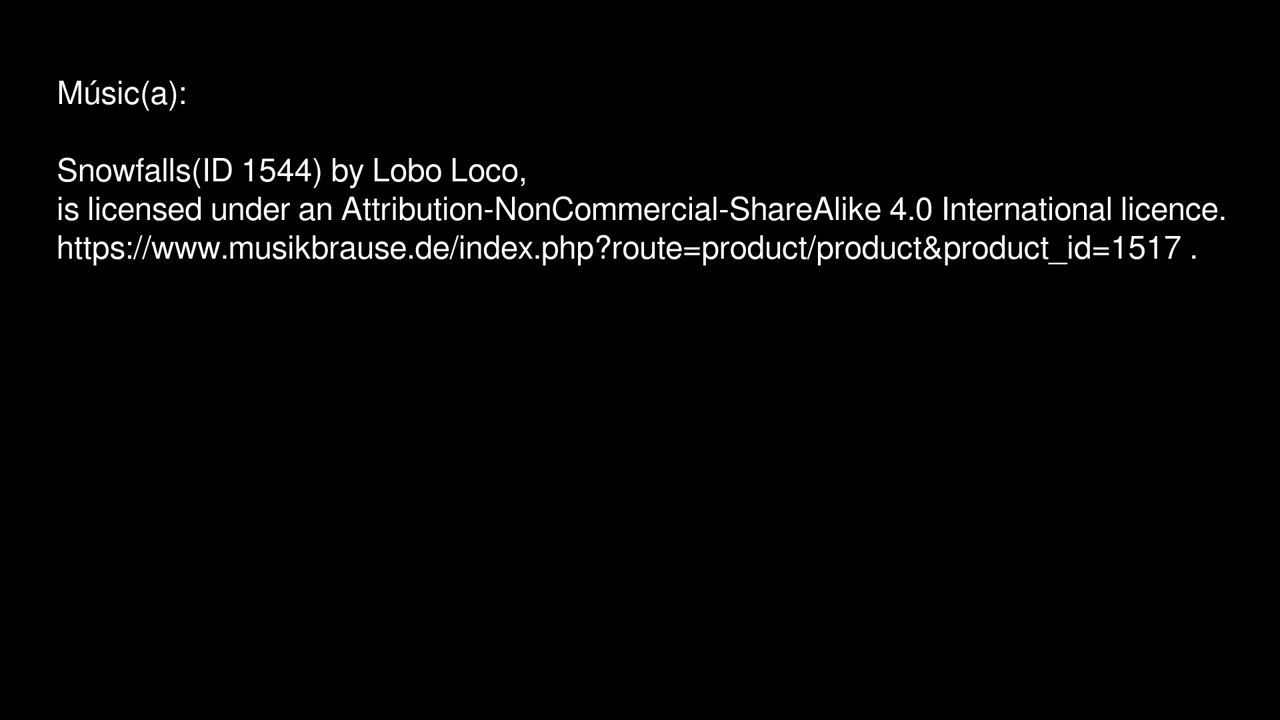 Músic(a):
Snowfalls(ID 1544) by Lobo Loco,
is licensed under an Attribution-NonCommercial-ShareAlike 4.0 International licence.
https://www.musikbrause.de/index.php?route=product/product&product_id=1517 .